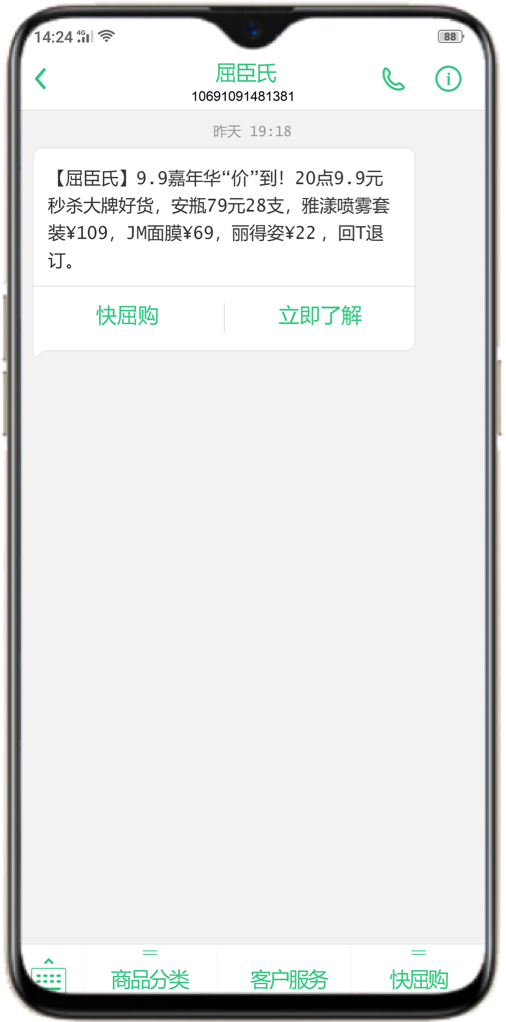 14:24 4G 88
屈臣氏
10691091481381
昨天 19:18
【屈臣氏】9.9嘉年华“价”到! 20点9.9元
秒杀大牌好货，安瓶79元28支，雅漾喷雾套
装¥109，JM面膜¥69，丽得姿¥22 ，回T退
订。
快屈购 立即了解
商品分类 客户服务 快屈购